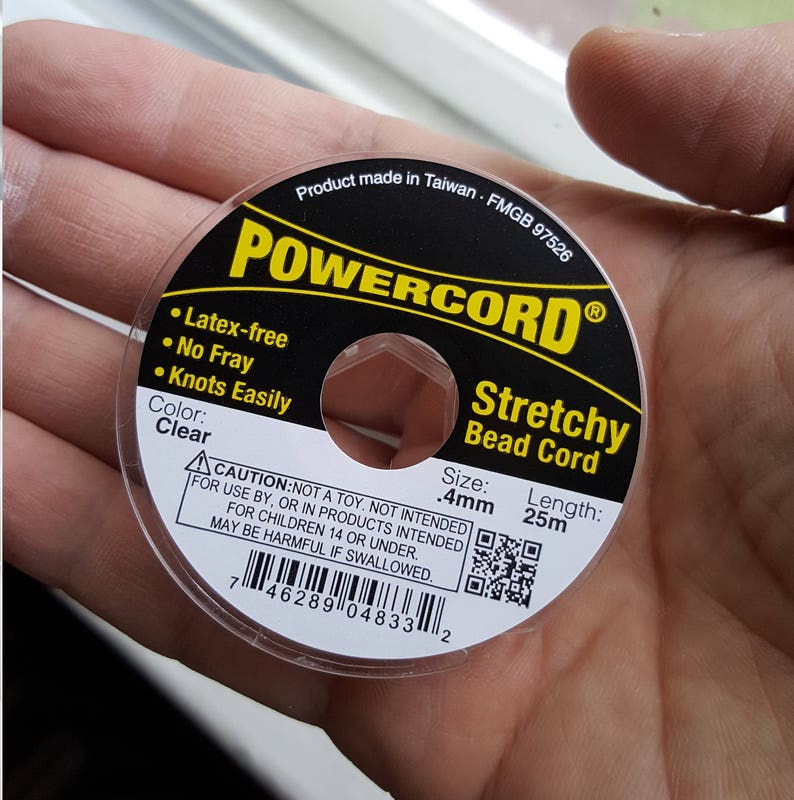 Product made in Taiwan · FMGB 97526
POWERCORD®
• Latex-free
• No Fray
• Knots Easily
Stretchy
Bead Cord
Color:
Clear
Size:
.4mm
Length:
25m
CAUTION:NOT A TOY. NOT INTENDED
FOR USE BY, OR IN PRODUCTS INTENDED
FOR CHILDREN 14 OR UNDER.
MAY BE HARMFUL IF SWALLOWED.
7 46289 04833 2